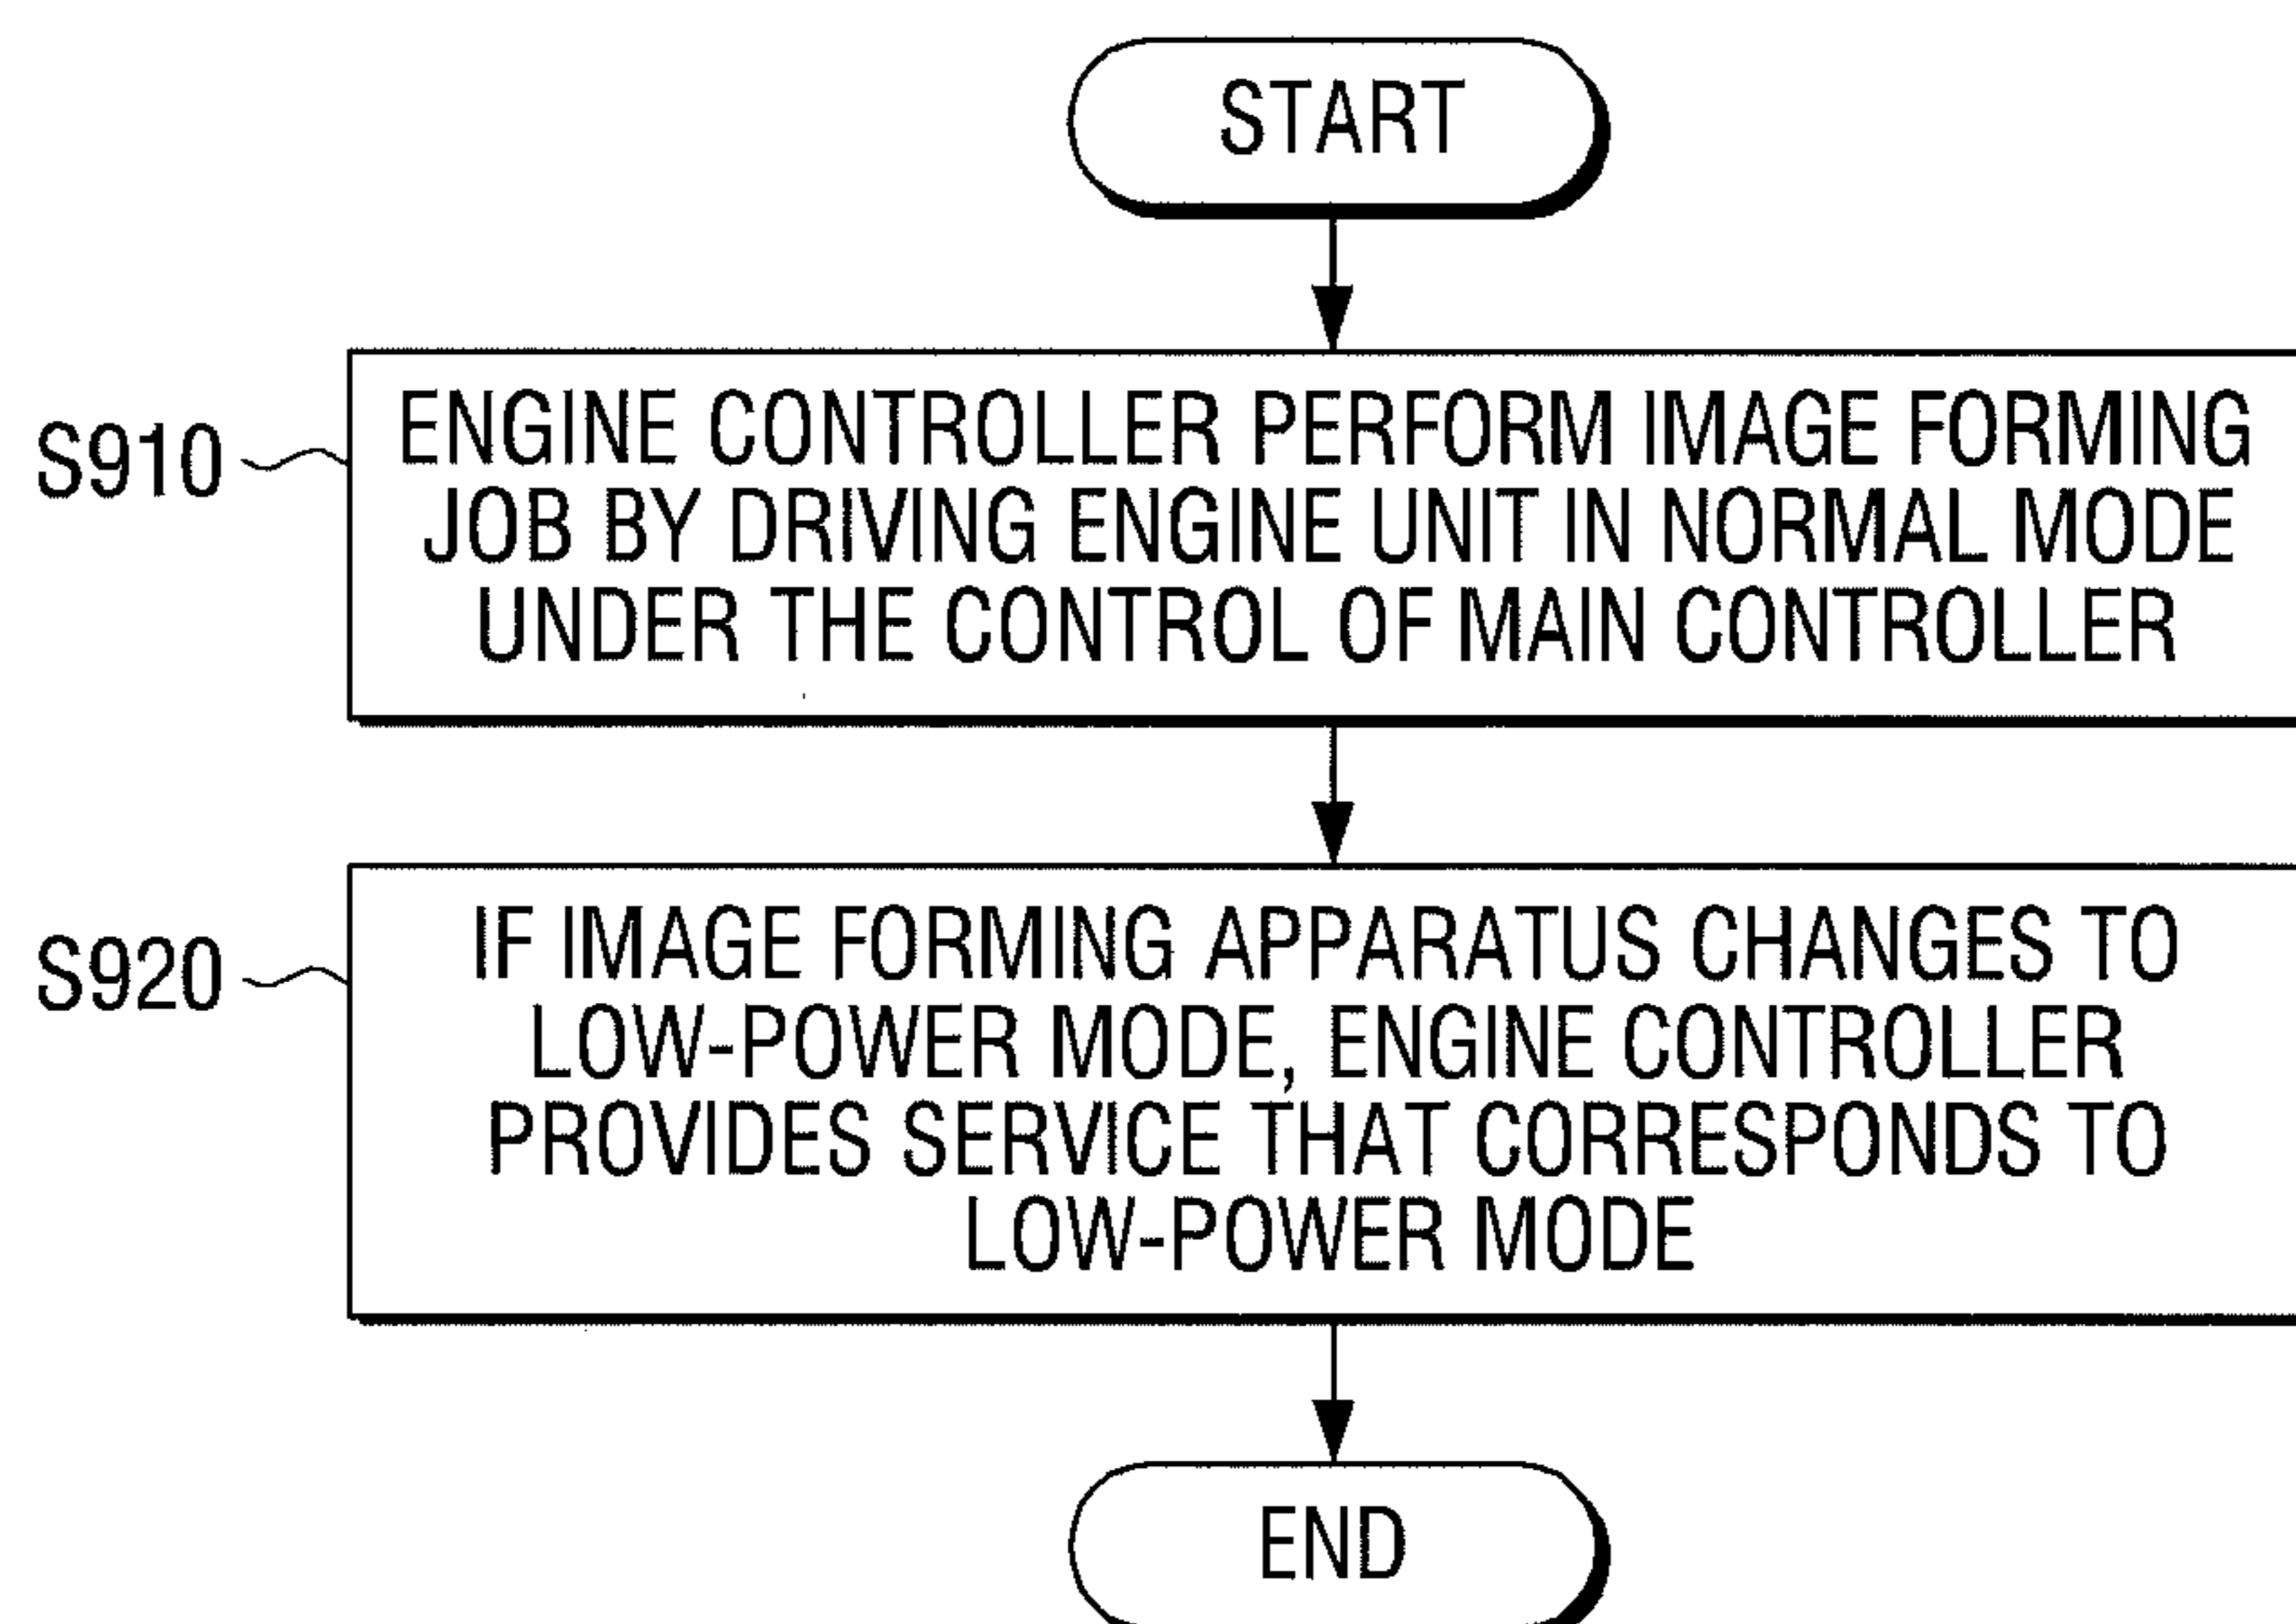 START
S910
ENGINE CONTROLLER PERFORM IMAGE FORMING
JOB BY DRIVING ENGINE UNIT IN NORMAL MODE
UNDER THE CONTROL OF MAIN CONTROLLER
S920
IF IMAGE FORMING APPARATUS CHANGES TO
LOW-POWER MODE, ENGINE CONTROLLER
PROVIDES SERVICE THAT CORRESPONDS TO
LOW-POWER MODE
END